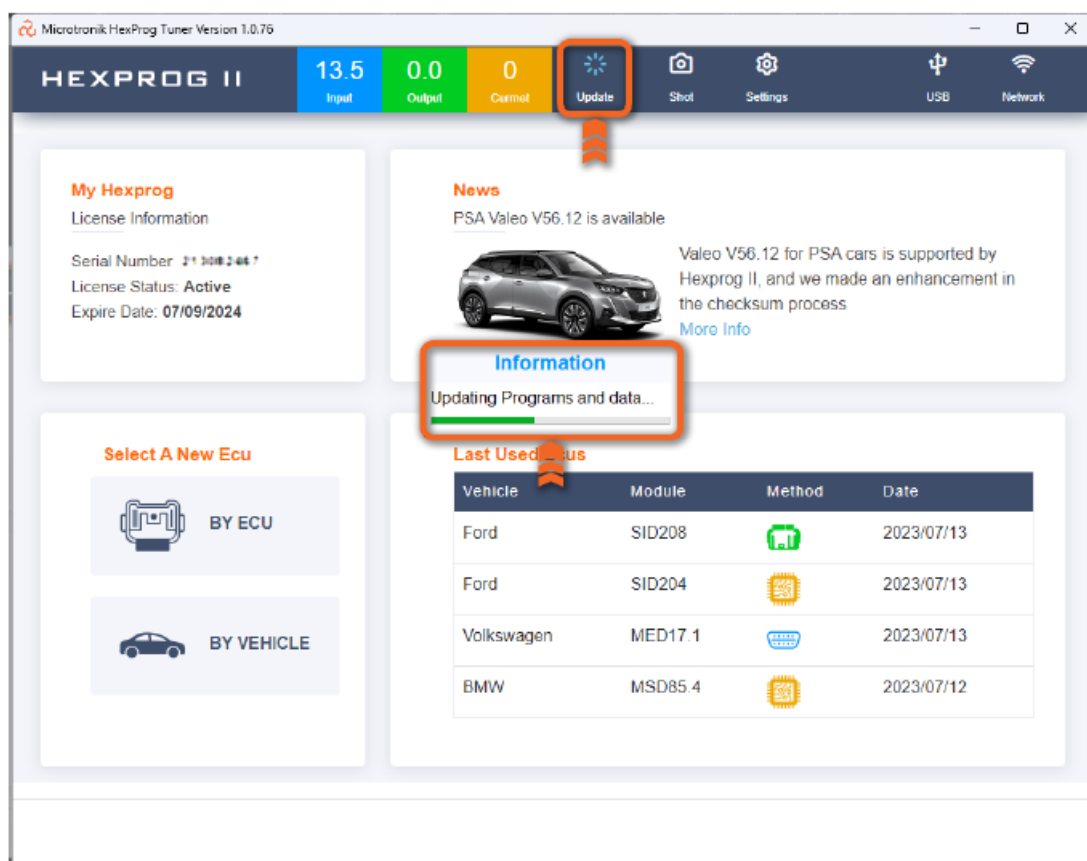 Microtronik HexProg Tuner Version 1.0.76
HEXPROG II
13.5
Input
0.0
Output
0
Currnet
Update
Shot
Settings
USB
Network
My Hexprog
License Information
Serial Number
License Status: Active
Expire Date: 07/09/2024
News
PSA Valeo V56.12 is available
Valeo V56.12 for PSA cars is supported by
Hexprog II, and we made an enhancement in
the checksum process
More Info
Information
Updating Programs and data...
Select A New Ecu
BY ECU
BY VEHICLE
Last Used
Vehicle Module Method Date
Ford SID208 2023/07/13
Ford SID204 2023/07/13
Volkswagen MED17.1 2023/07/13
BMW MSD85.4 2023/07/12